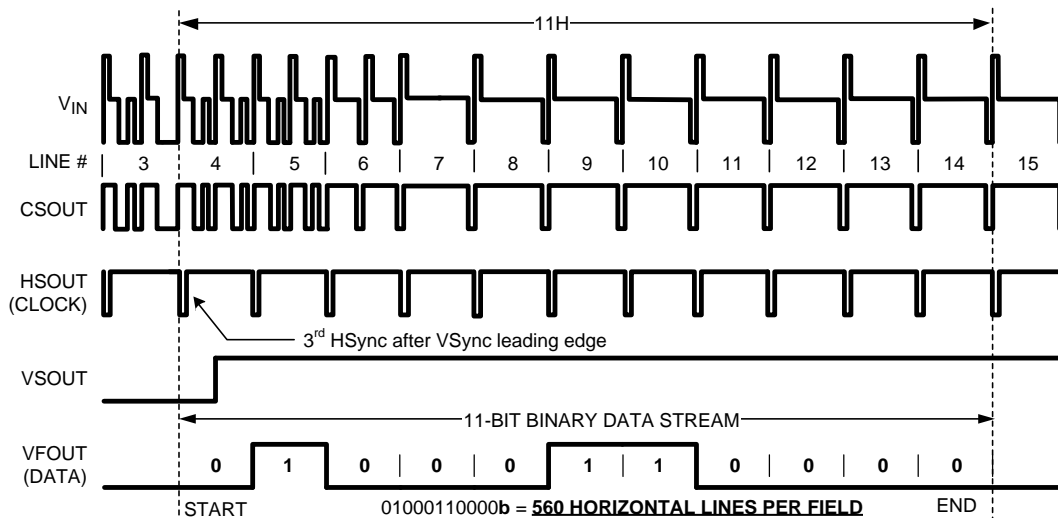 11H
VIN
LINE # | 3 | 4 | 5 | 6 | 7 | 8 | 9 | 10 | 11 | 12 | 13 | 14 | 15
CSOUT
HSOUT
(CLOCK)
3rd HSync after VSync leading edge
VSOUT
11-BIT BINARY DATA STREAM
VFOUT
(DATA)
0 1 0 | 0 | 0 1 | 1 0 | 0 | 0 | 0
START 01000110000b = 560 HORIZONTAL LINES PER FIELD END